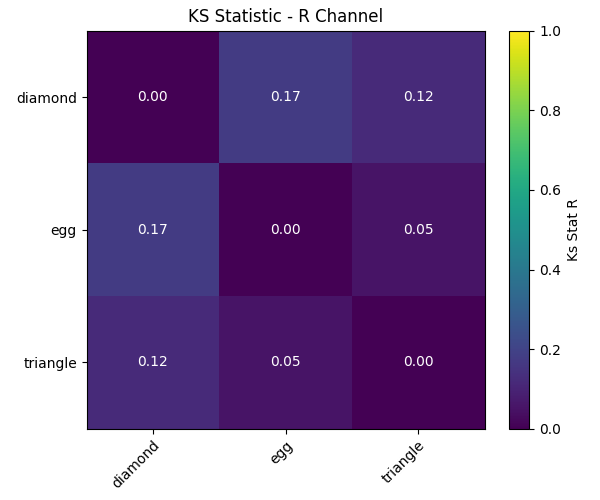 KS Statistic - R Channel
diamond 0.00 0.17 0.12
egg 0.17 0.00 0.05
triangle 0.12 0.05 0.00
diamond egg triangle
1.0
0.8
0.6
0.4
0.2
0.0
Ks Stat R